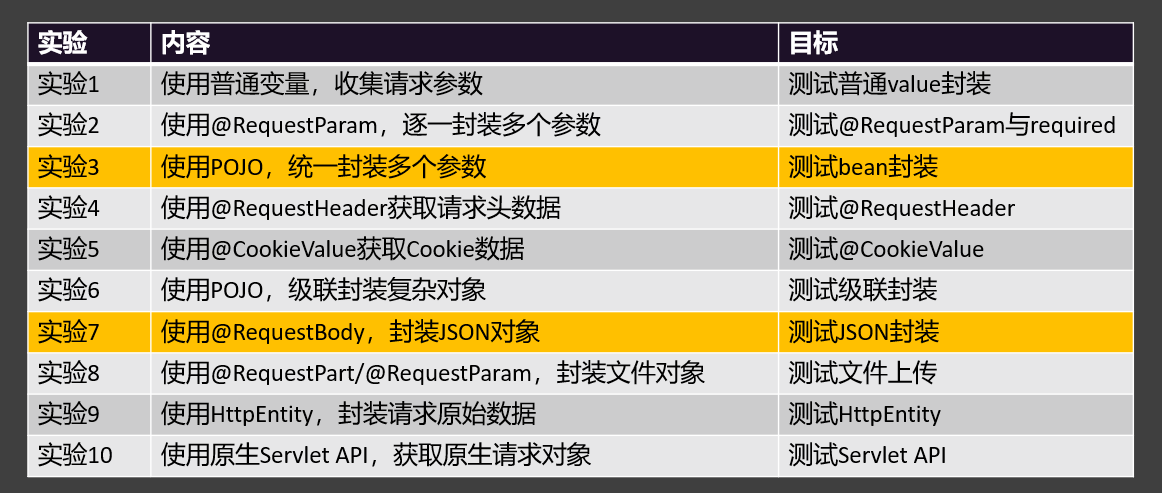 实验 内容 目标
实验1 使用普通变量，收集请求参数 测试普通value封装
实验2 使用@RequestParam，逐一封装多个参数 测试@RequestParam与required
实验3 使用POJO，统一封装多个参数 测试bean封装
实验4 使用@RequestHeader获取请求头数据 测试@RequestHeader
实验5 使用@CookieValue获取Cookie数据 测试@CookieValue
实验6 使用POJO，级联封装复杂对象 测试级联封装
实验7 使用@RequestBody，封装JSON对象 测试JSON封装
实验8 使用@RequestPart/@RequestParam，封装文件对象 测试文件上传
实验9 使用HttpEntity，封装请求原始数据 测试HttpEntity
实验10 使用原生Servlet API，获取原生请求对象 测试Servlet API